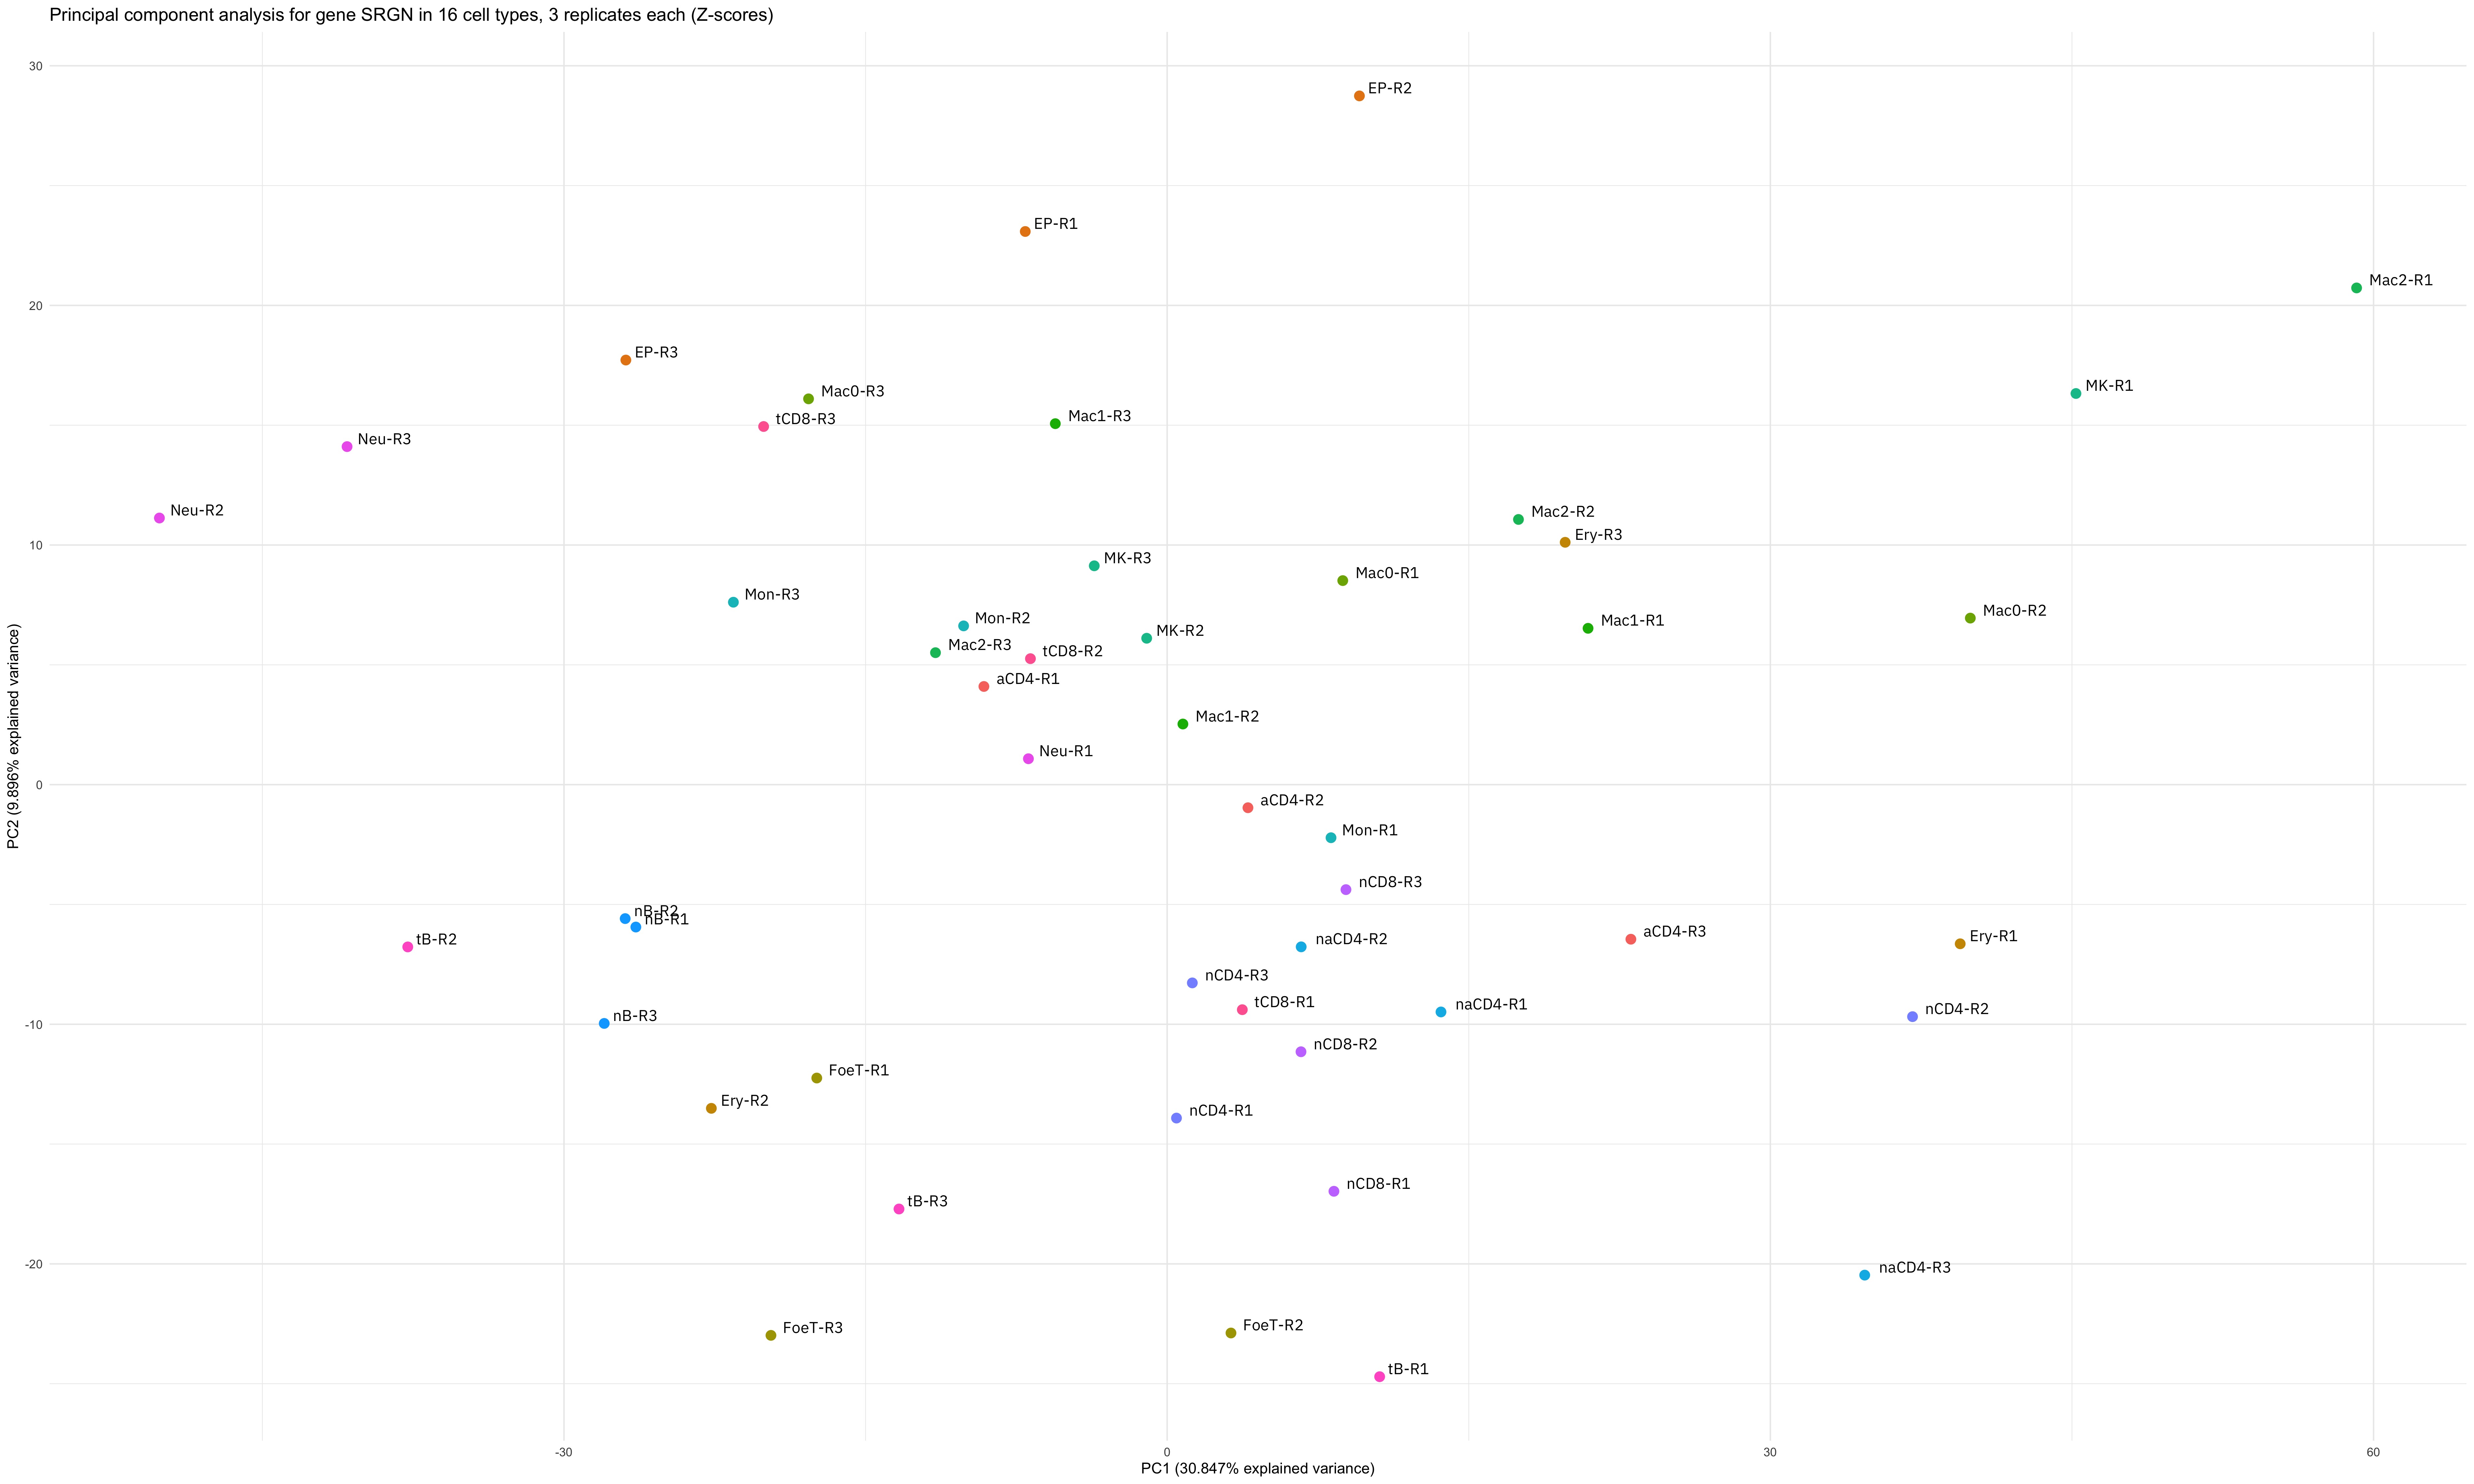 Principal component analysis for gene SRGN in 16 cell types, 3 replicates each (Z-scores)
30
EP-R2
EP-R1
Mac2-R1
20
EP-R3
MK-R1
Mac0-R3
Mac1-R3
tCD8-R3
Neu-R3
Neu-R2
Mac2-R2
Ery-R3
10
MK-R3
Mac0-R1
Mon-R3
Mac0-R2
Mon-R2
Mac1-R1
MK-R2
Mac2-R3
tCD8-R2
aCD4-R1
Mac1-R2
Neu-R1
0
aCD4-R2
Mon-R1
nCD8-R3
nB-R2
nB-R1
aCD4-R3
Ery-R1
tB-R2
naCD4-R2
nCD4-R3
tCD8-R1
naCD4-R1
nCD4-R2
nB-R3
-10
nCD8-R2
FoeT-R1
Ery-R2
nCD4-R1
nCD8-R1
tB-R3
-20
naCD4-R3
FoeT-R3
FoeT-R2
tB-R1
PC2 (9.896% explained variance)
-30
0
30
60
PC1 (30.847% explained variance)